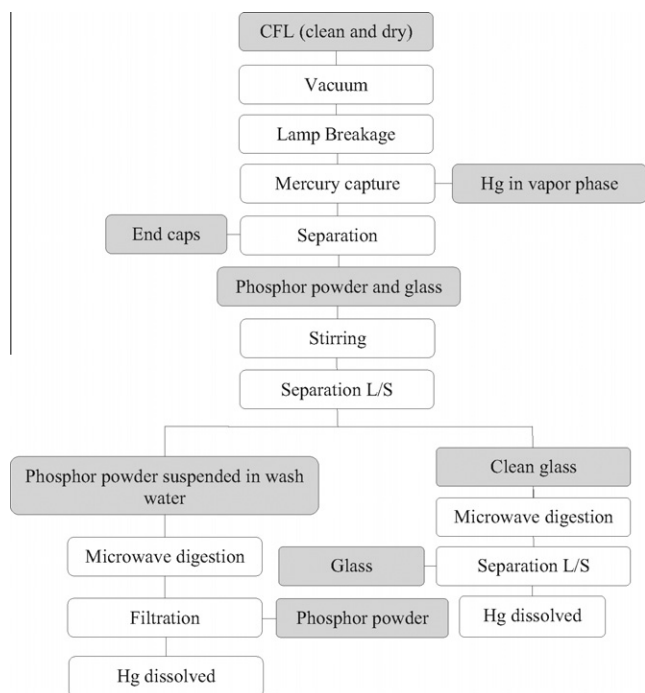 CFL (clean and dry)
Vacuum
Lamp Breakage
Mercury capture
Hg in vapor phase
End caps
Separation
Phosphor powder and glass
Stirring
Separation L/S
Phosphor powder suspended in wash
water
Clean glass
Microwave digestion
Microwave digestion
Glass
Separation L/S
Filtration
Phosphor powder
Hg dissolved
Hg dissolved